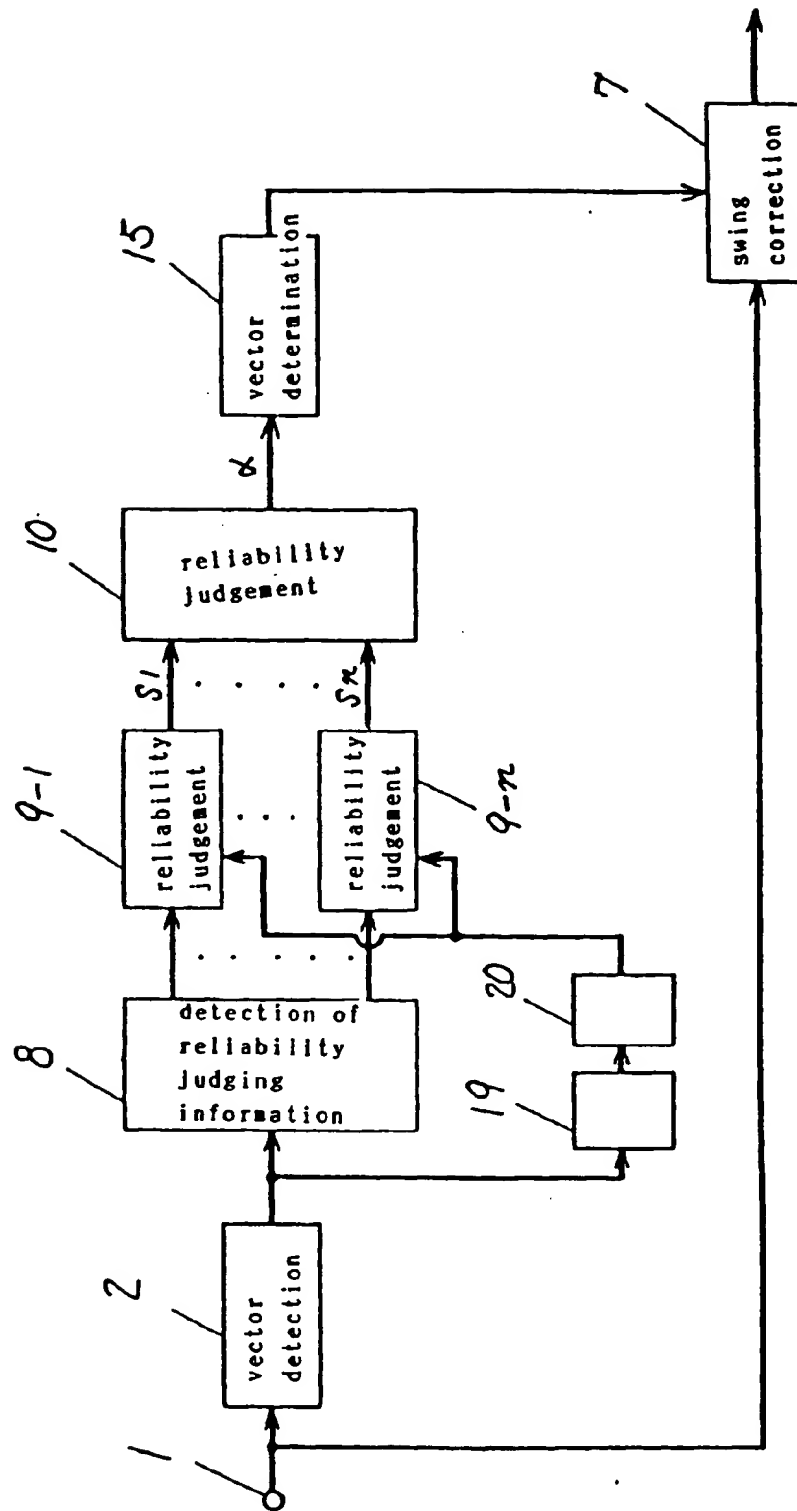 1
2
vector
detection
8
detection of
reliability
judging
information
9-1
reliability
judgement
9-n
reliability
judgement
19
20
S1
Sn
10
reliability
judgement
α
15
vector
determination
7
swing
correction